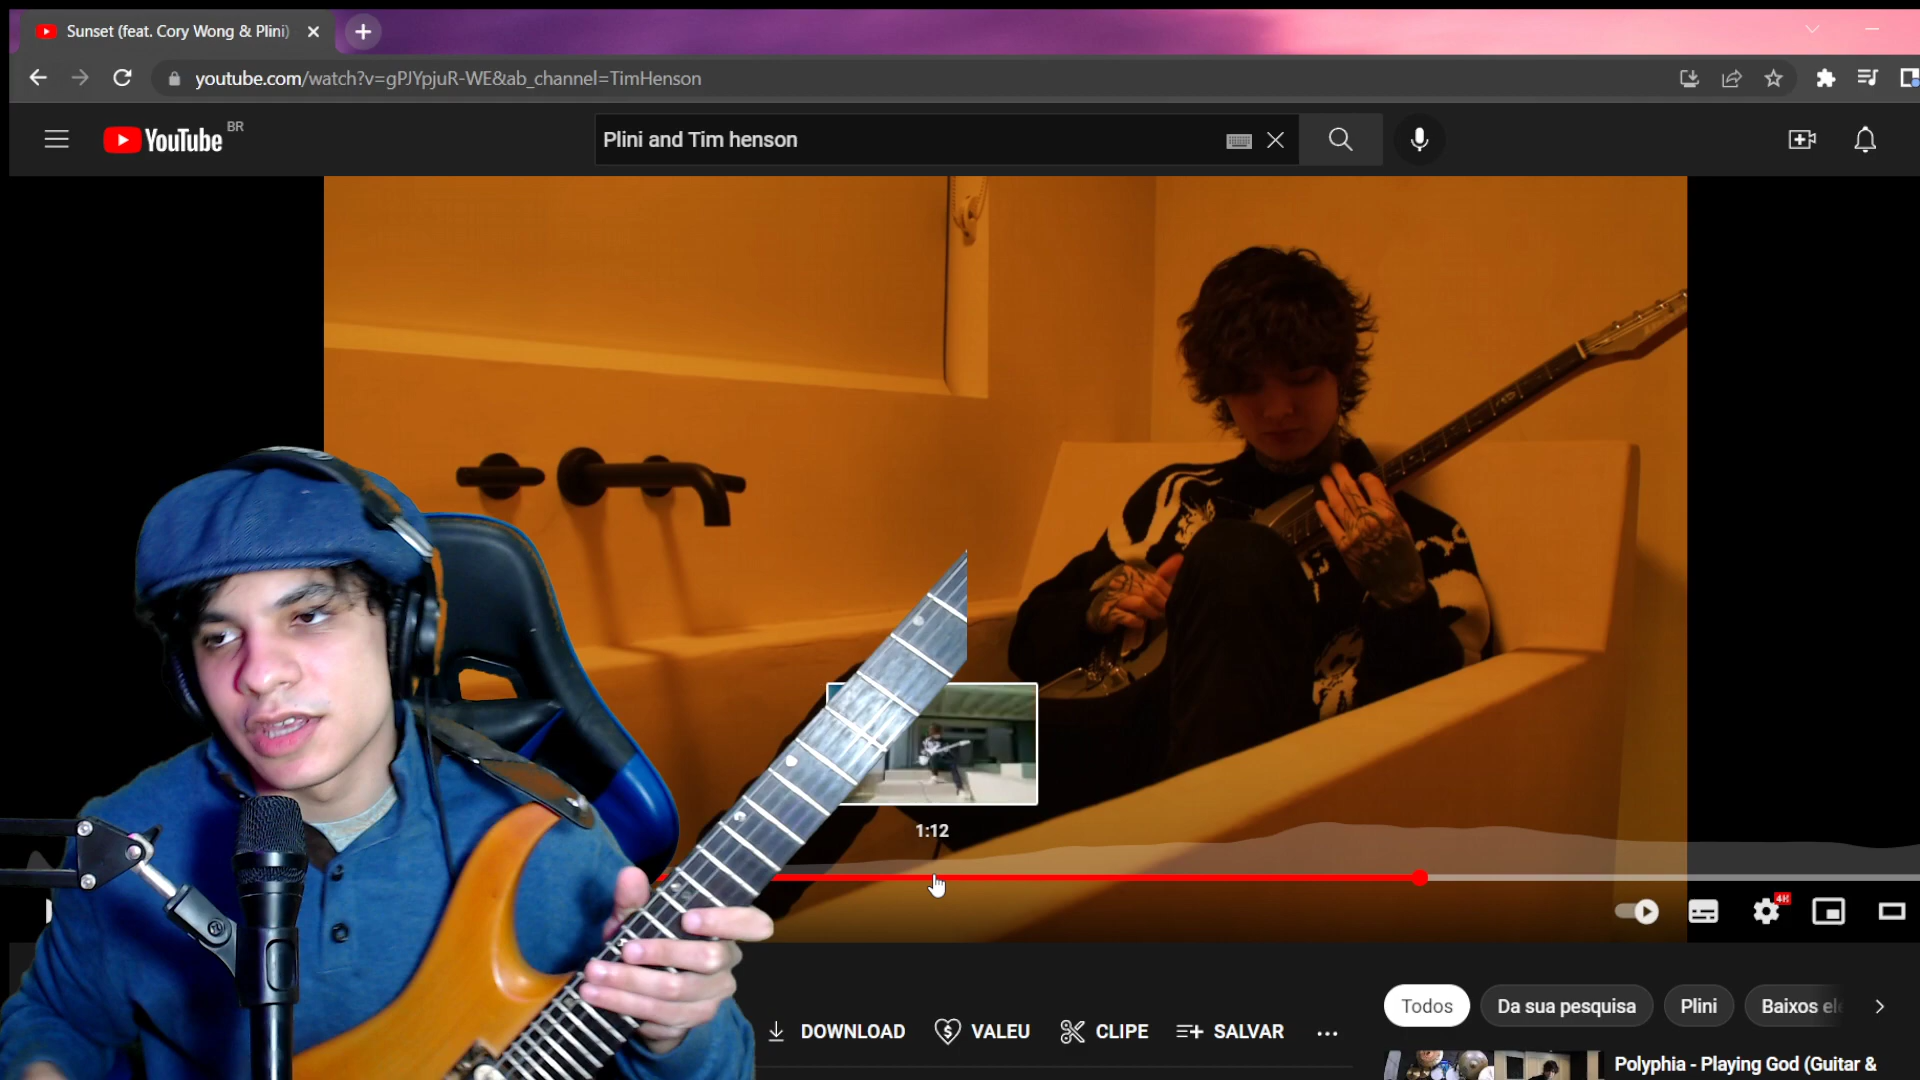 Sunset (feat. Cory Wong & Plini)
youtube.com/watch?v=gPJYpjuR-WE&ab_channel=TimHenson
YouTube BR
Plini and Tim henson
1:12
4K
DOWNLOAD VALEU CLIPE SALVAR
Todos Da sua pesquisa Plini Baixos
Polyphia - Playing God (Guitar &